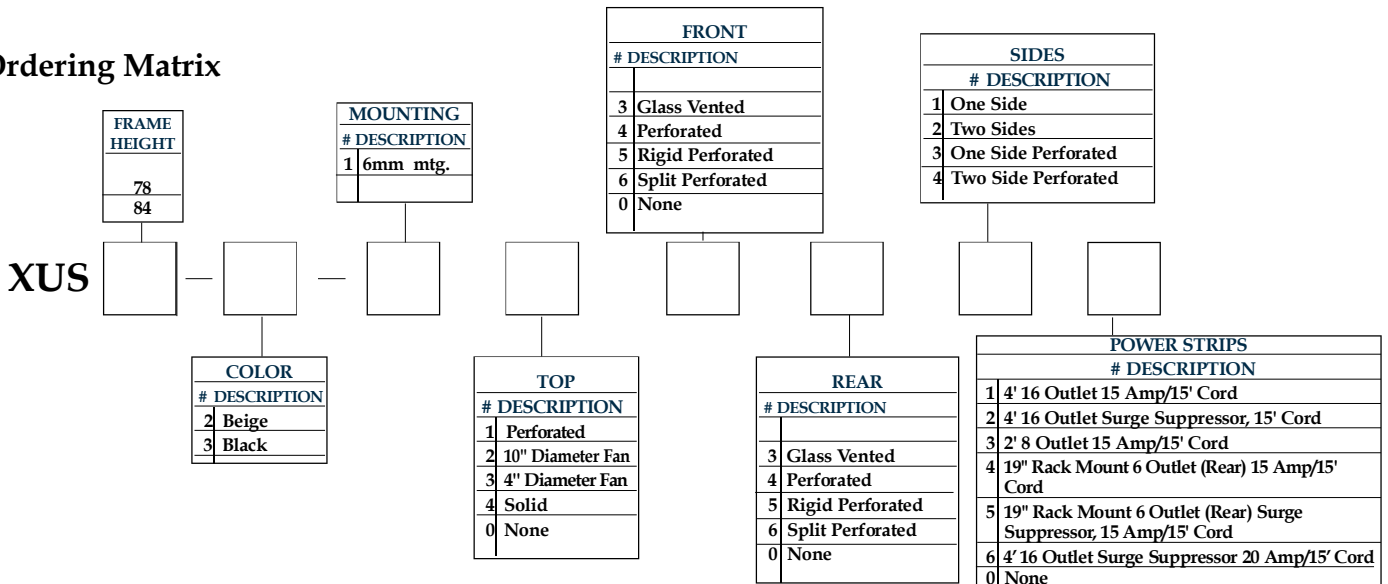 Ordering Matrix
FRAME
HEIGHT
78
84
MOUNTING
# DESCRIPTION
1 6mm mtg.
FRONT
# DESCRIPTION
3 Glass Vented
4 Perforated
5 Rigid Perforated
6 Split Perforated
0 None
SIDES
# DESCRIPTION
1 One Side
2 Two Sides
3 One Side Perforated
4 Two Side Perforated
XUS — —
COLOR
# DESCRIPTION
2 Beige
3 Black
TOP
# DESCRIPTION
1 Perforated
2 10" Diameter Fan
3 4" Diameter Fan
4 Solid
0 None
REAR
# DESCRIPTION
3 Glass Vented
4 Perforated
5 Rigid Perforated
6 Split Perforated
0 None
POWER STRIPS
# DESCRIPTION
1 4' 16 Outlet 15 Amp/15' Cord
2 4' 16 Outlet Surge Suppressor, 15' Cord
3 2' 8 Outlet 15 Amp/15' Cord
4 19" Rack Mount 6 Outlet (Rear) 15 Amp/15'
Cord
5 19" Rack Mount 6 Outlet (Rear) Surge
Suppressor, 15 Amp/15' Cord
6 4’ 16 Outlet Surge Suppressor 20 Amp/15’ Cord
0 None